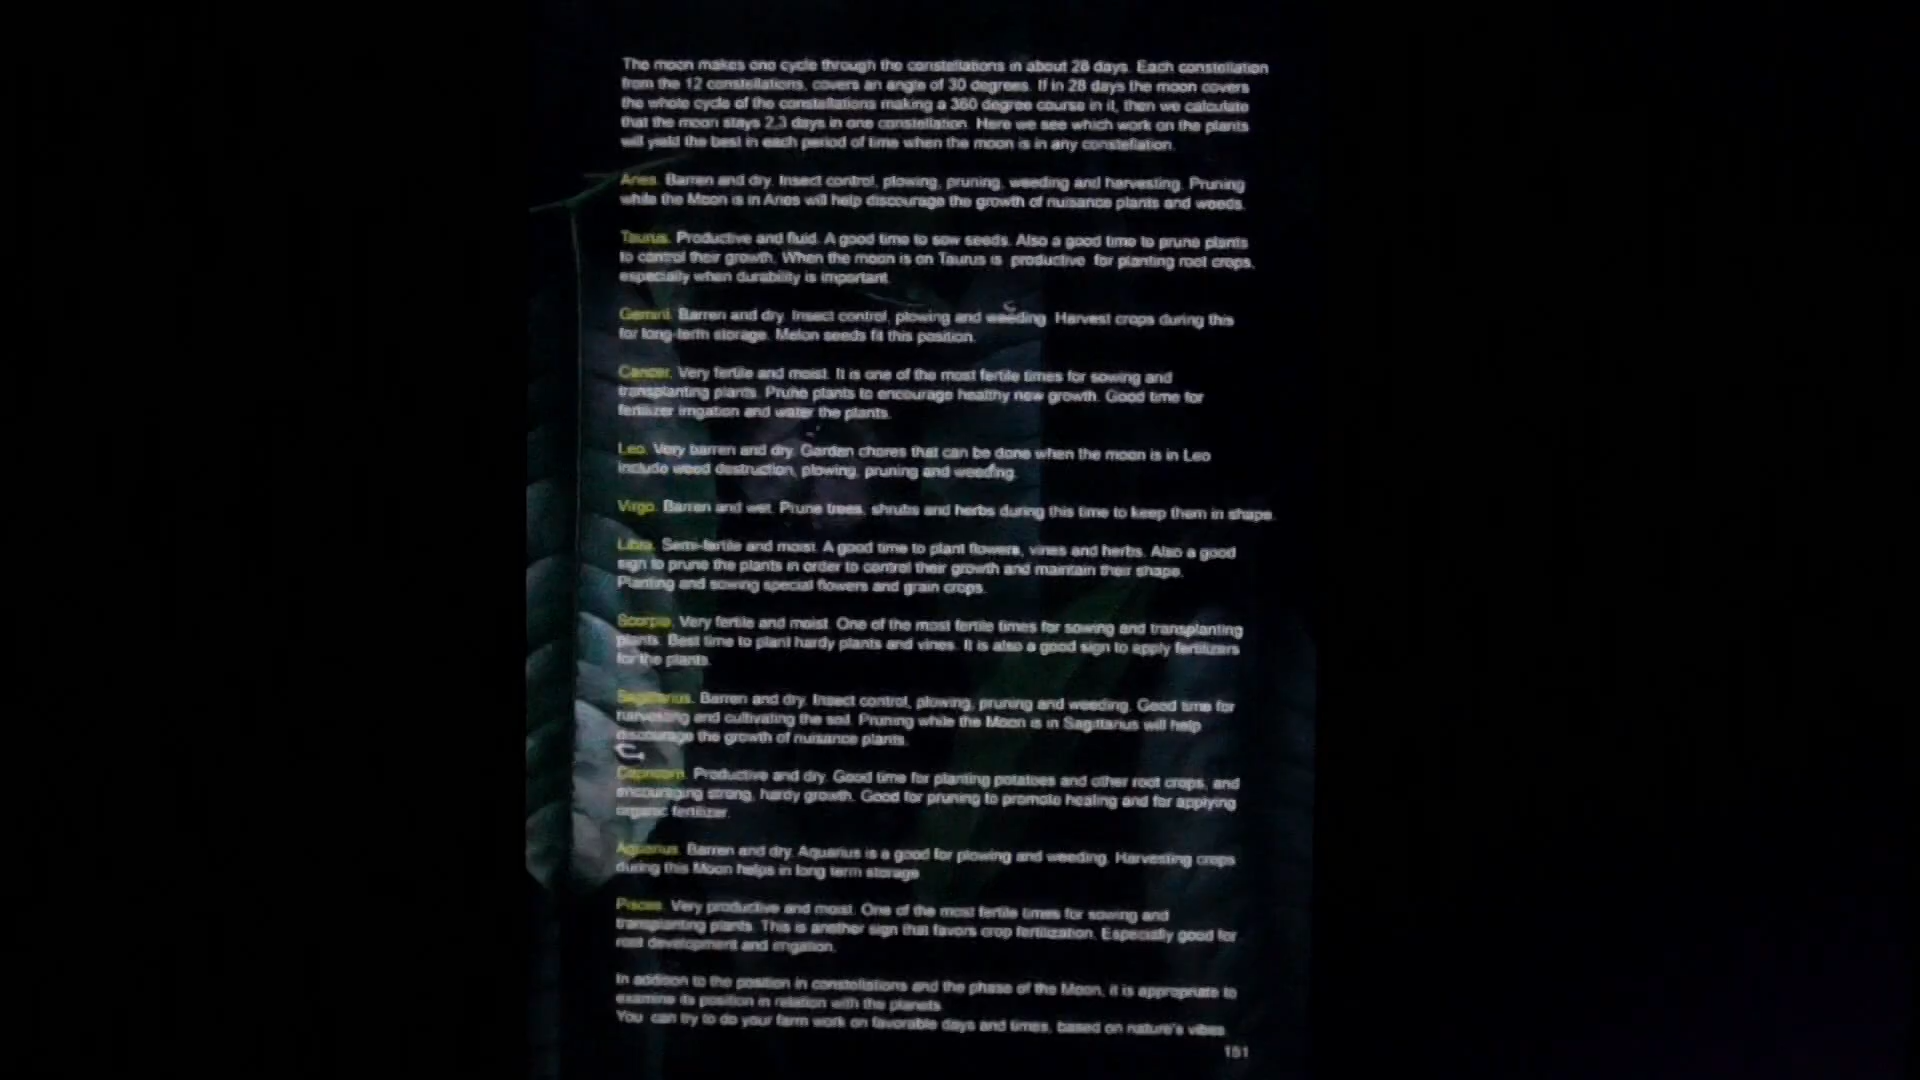 The moon makes one cycle through the constellations in about 28 days. Each constellation
from the 12 constellations, covers an angle of 30 degrees. If in 28 days the moon covers
the whole cycle of the constellations making a 360 degree course in it, then we calculate
that the moon stays 2,3 days in one constellation. Here we see which work on the plants
will yield the best in each period of time when the moon is in any constellation.
Aries. Barren and dry. Insect control, plowing, pruning, weeding and harvesting. Pruning
while the Moon is in Aries will help discourage the growth of nuisance plants and weeds.
Taurus. Productive and fluid. A good time to sow seeds. Also a good time to prune plants
to control their growth. When the moon is on Taurus is productive for planting root crops,
especially when durability is important.
Gemini. Barren and dry. Insect control, plowing and weeding. Harvest crops during this
for long-term storage. Melon seeds fit this position.
Cancer. Very fertile and moist. It is one of the most fertile times for sowing and
transplanting plants. Prune plants to encourage healthy new growth. Good time for
fertilizer irrigation and water the plants.
Leo. Very barren and dry. Garden chores that can be done when the moon is in Leo
include weed destruction, plowing, pruning and weeding.
Virgo. Barren and wet. Prune trees, shrubs and herbs during this time to keep them in shape.
Libra. Semi-fertile and moist. A good time to plant flowers, vines and herbs. Also a good
sign to prune the plants in order to control their growth and maintain their shape.
Planting and sowing special flowers and grain crops.
Scorpio. Very fertile and moist. One of the most fertile times for sowing and transplanting
plants. Best time to plant hardy plants and vines. It is also a good sign to apply fertilizers
for the plants.
Sagittarius. Barren and dry. Insect control, plowing, pruning and weeding. Good time for
harvesting and cultivating the soil. Pruning while the Moon is in Sagittarius will help
discourage the growth of nuisance plants.
Capricorn. Productive and dry. Good time for planting potatoes and other root crops, and
encouraging strong, hardy growth. Good for pruning to promote healing and for applying
organic fertilizer.
Aquarius. Barren and dry. Aquarius is a good for plowing and weeding. Harvesting crops
during this Moon helps in long term storage
Pisces. Very productive and moist. One of the most fertile times for sowing and
transplanting plants. This is another sign that favors crop fertilization. Especially good for
root development and irrigation.
In addition to the position in constellations and the phase of the Moon, it is appropriate to
examine its position in relation with the planets
You can try to do your farm work on favorable days and times, based on nature's vibes
151